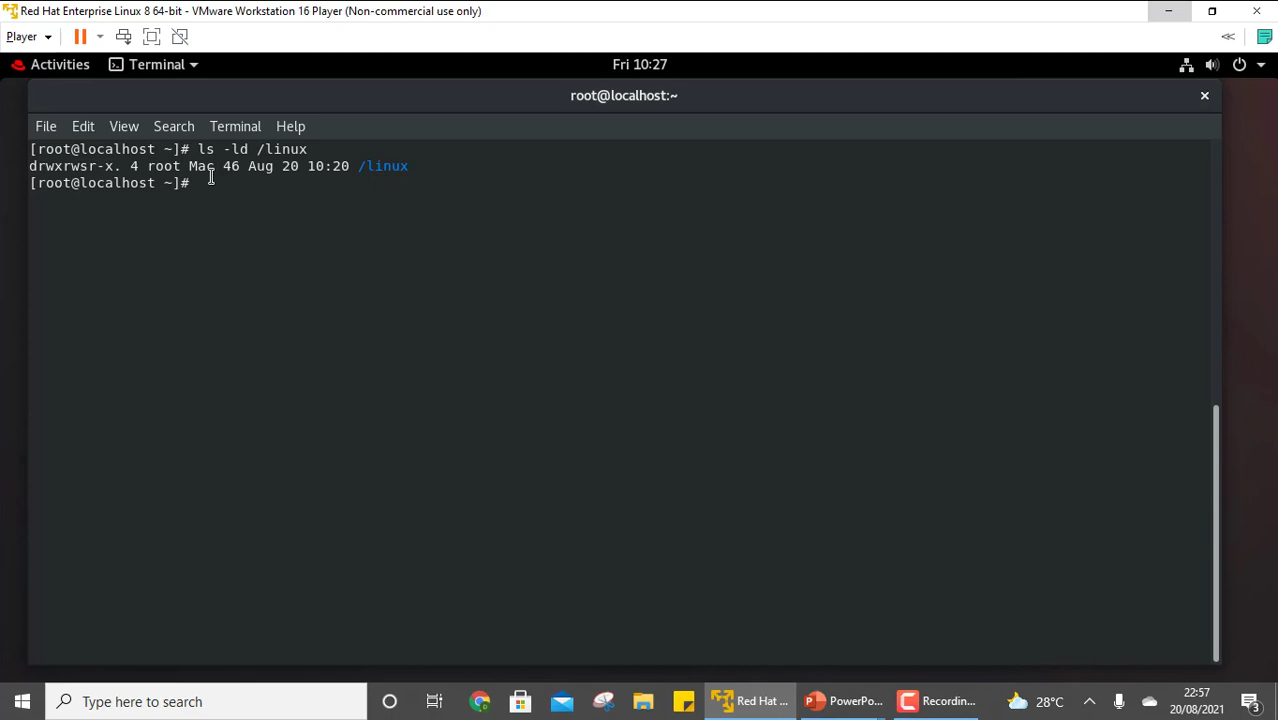 Red Hat Enterprise Linux 8 64-bit - VMware Workstation 16 Player (Non-commercial use only)
Player
Activities Terminal Fri 10:27
root@localhost:~
File Edit View Search Terminal Help
[root@localhost ~]# ls -ld /linux
drwxrwsr-x. 4 root Mac 46 Aug 20 10:20 /linux
[root@localhost ~]#
Type here to search Red Hat ... PowerPo... Recordin... 28°C 22:57
20/08/2021 3